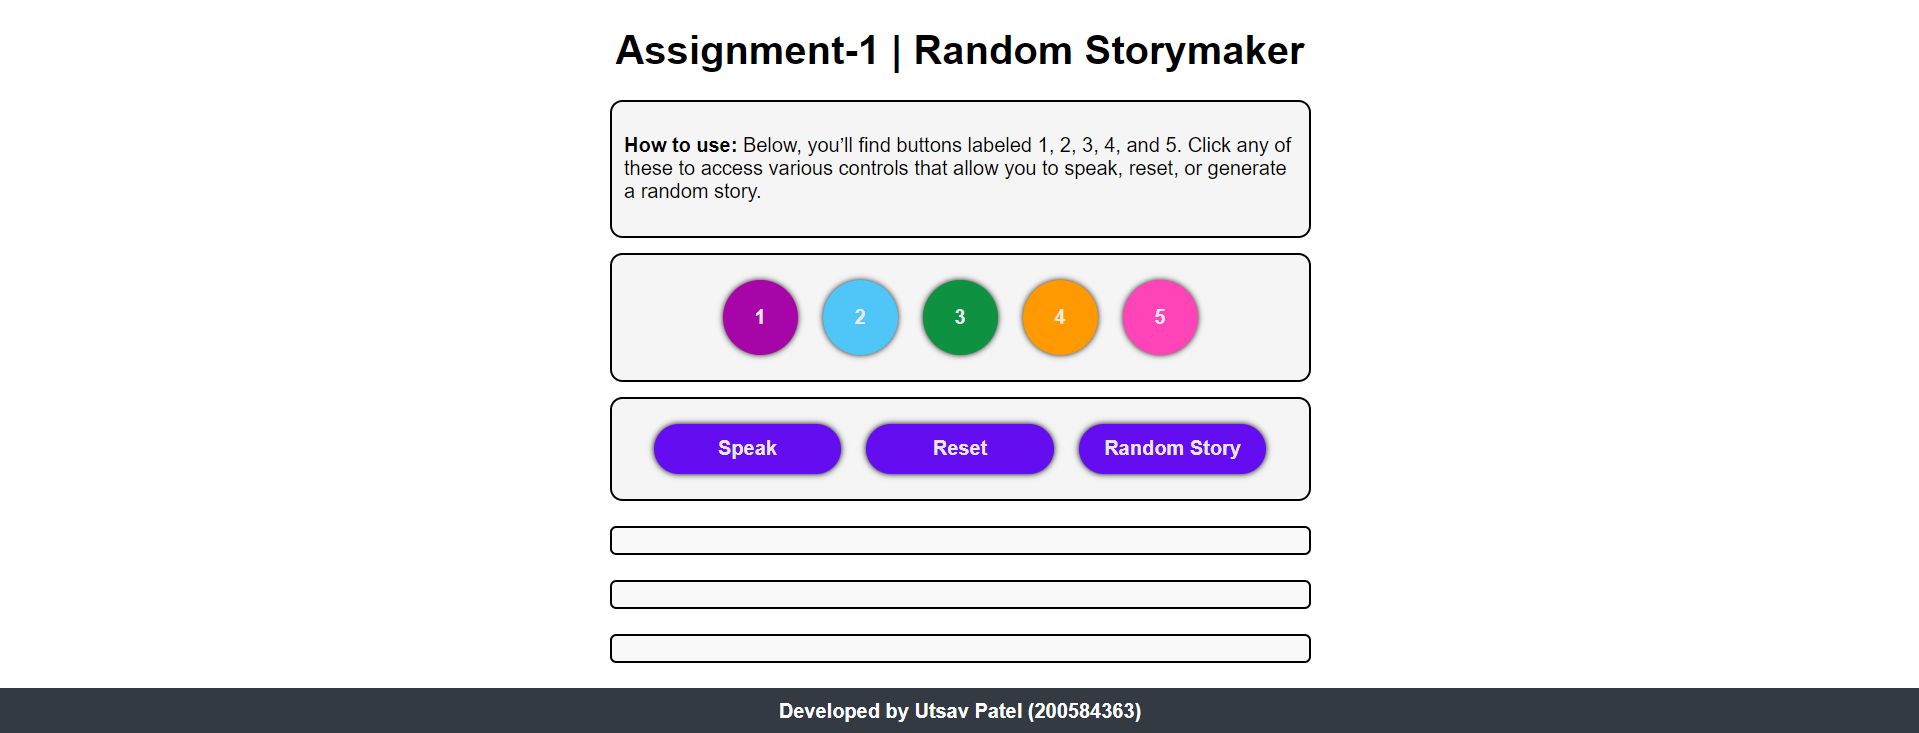 Assignment-1 | Random Storymaker
How to use: Below, you’ll find buttons labeled 1, 2, 3, 4, and 5. Click any of
these to access various controls that allow you to speak, reset, or generate
a random story.
1 2 3 4 5
Speak Reset Random Story
Developed by Utsav Patel (200584363)